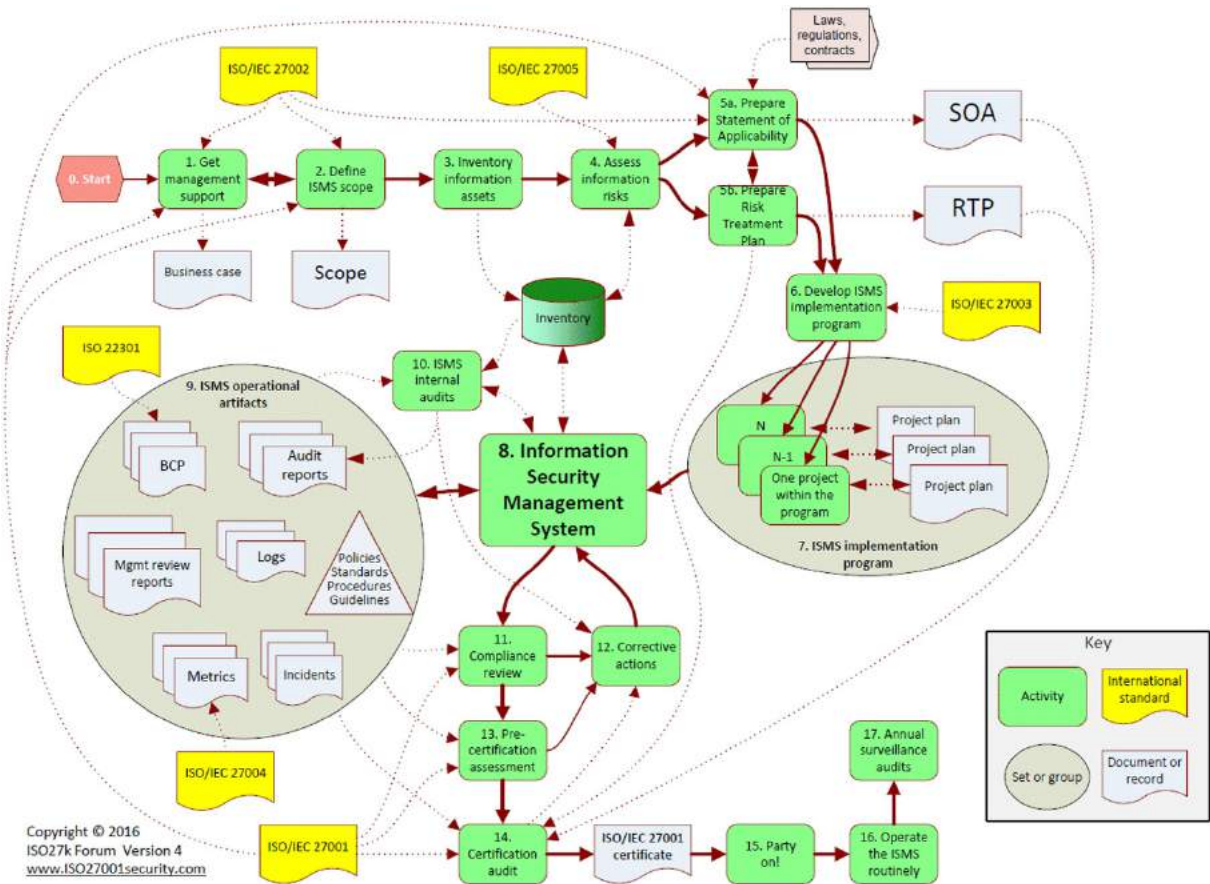 Laws,
regulations,
contracts
ISO/IEC 27002
ISO/IEC 27005
5a. Prepare
Statement of
Applicability
SOA
0. Start
1. Get
management
support
2. Define
ISMS scope
3. Inventory
information
assets
4. Assess
information
risks
5b. Prepare
Risk
Treatment
Plan
RTP
Business case
Scope
Inventory
6. Develop ISMS
implementation
program
ISO/IEC 27003
ISO 22301
10. ISMS
internal
audits
9. ISMS operational
artifacts
BCP
Audit
reports
Mgmt review
reports
Logs
Policies
Standards
Procedures
Guidelines
Metrics
Incidents
8. Information
Security
Management
System
N
N-1
One project
within the
program
Project plan
Project plan
Project plan
7. ISMS implementation
program
11.
Compliance
review
12. Corrective
actions
13. Pre-
certification
assessment
ISO/IEC 27004
ISO/IEC 27001
14.
Certification
audit
ISO/IEC 27001
certificate
15. Party
on!
16. Operate
the ISMS
routinely
17. Annual
surveillance
audits
Key
Activity
International
standard
Set or group
Document or
record
Copyright © 2016
ISO27k Forum Version 4
www.ISO27001security.com